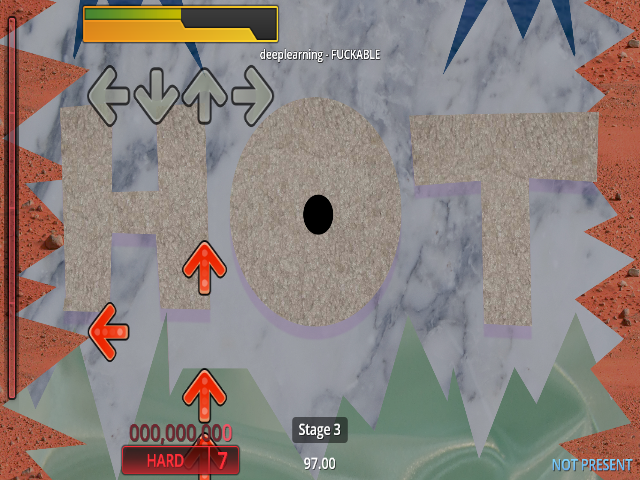 deeplearning - FUCKABLE
HOT
000,000,000
Stage 3
HARD 7
97.00
NOT PRESENT